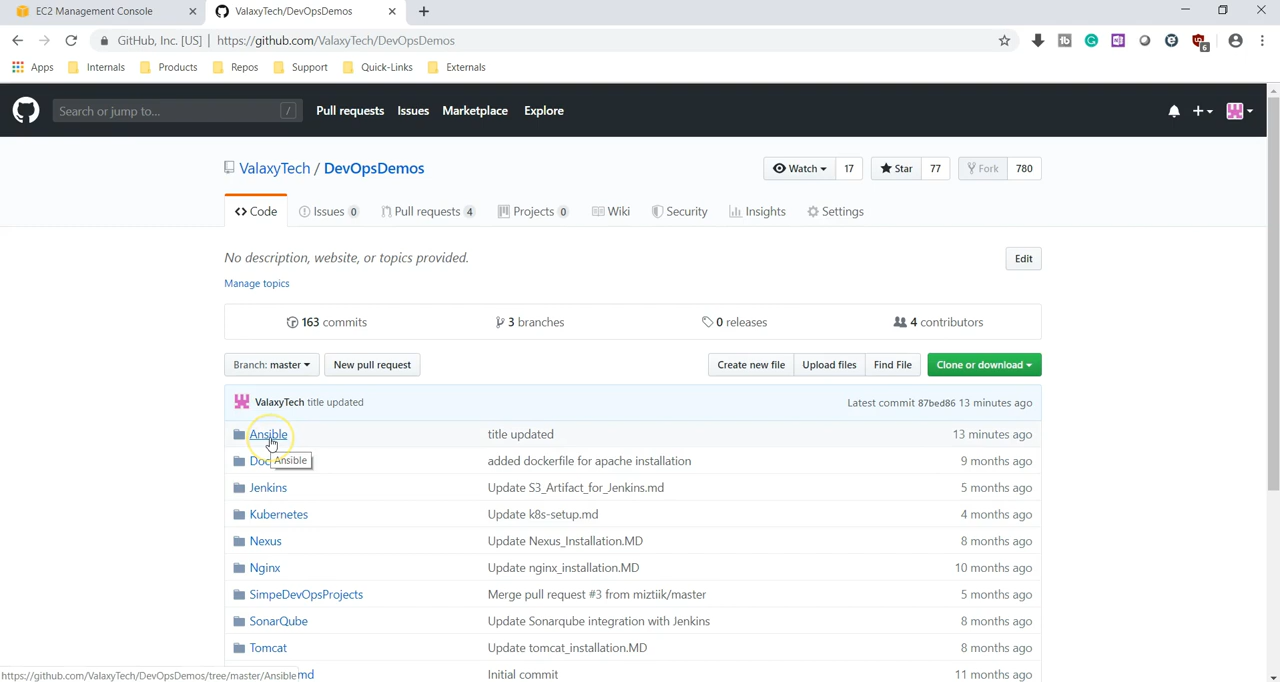 EC2 Management Console
ValaxyTech/DevOpsDemos
GitHub, Inc. [US] | https://github.com/ValaxyTech/DevOpsDemos
Apps Internals Products Repos Support Quick-Links Externals
Search or jump to... / Pull requests Issues Marketplace Explore
ValaxyTech / DevOpsDemos
Watch 17 Star 77 Fork 780
Code Issues 0 Pull requests 4 Projects 0 Wiki Security Insights Settings
No description, website, or topics provided. Edit
Manage topics
163 commits 3 branches 0 releases 4 contributors
Branch: master New pull request Create new file Upload files Find File Clone or download
ValaxyTech title updated Latest commit 87bed86 13 minutes ago
Ansible title updated 13 minutes ago
Doc Ansible added dockerfile for apache installation 9 months ago
Jenkins Update S3_Artifact_for_Jenkins.md 5 months ago
Kubernetes Update k8s-setup.md 4 months ago
Nexus Update Nexus_Installation.MD 8 months ago
Nginx Update nginx_installation.MD 10 months ago
SimpeDevOpsProjects Merge pull request #3 from miztiik/master 5 months ago
SonarQube Update Sonarqube integration with Jenkins 8 months ago
Tomcat Update tomcat_installation.MD 8 months ago
https://github.com/ValaxyTech/DevOpsDemos/tree/master/Ansible md Initial commit 11 months ago